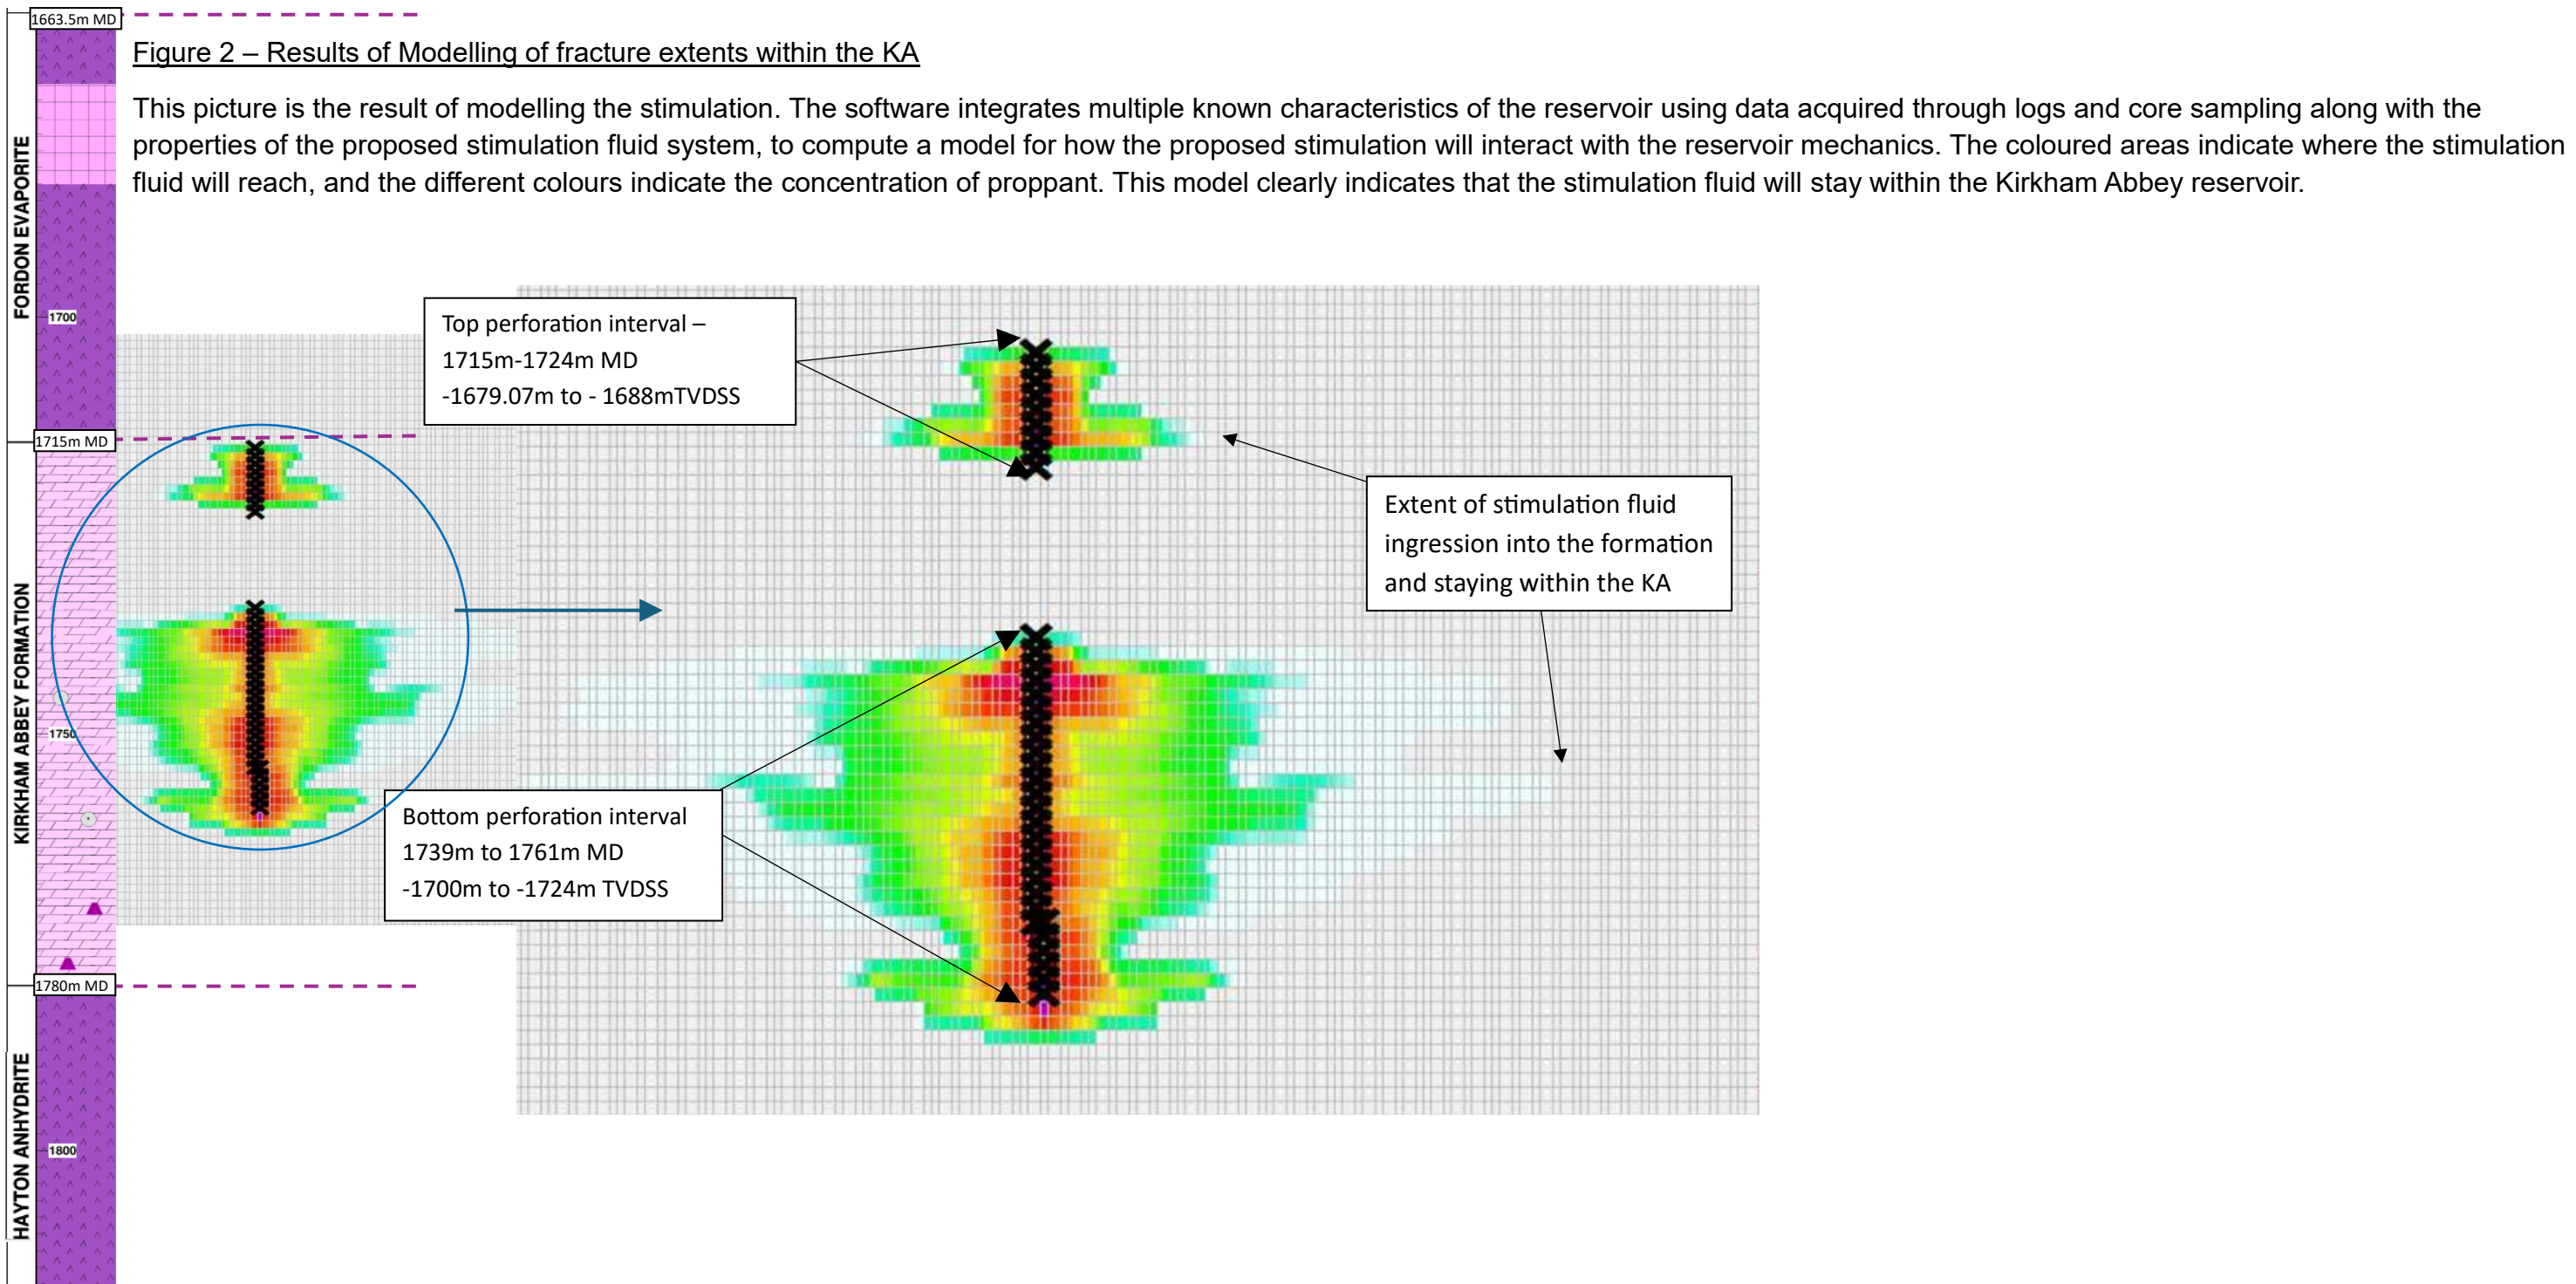 1663.5m MD
Figure 2 – Results of Modelling of fracture extents within the KA
This picture is the result of modelling the stimulation. The software integrates multiple known characteristics of the reservoir using data acquired through logs and core sampling along with the
properties of the proposed stimulation fluid system, to compute a model for how the proposed stimulation will interact with the reservoir mechanics. The coloured areas indicate where the stimulation
fluid will reach, and the different colours indicate the concentration of proppant. This model clearly indicates that the stimulation fluid will stay within the Kirkham Abbey reservoir.
FORDON EVAPORITE
1700
Top perforation interval –
1715m-1724m MD
-1679.07m to - 1688mTVDSS
1715m MD
Extent of stimulation fluid
ingression into the formation
and staying within the KA
KIRKHAM ABBEY FORMATION
1750
Bottom perforation interval
1739m to 1761m MD
-1700m to -1724m TVDSS
1780m MD
HAYTON ANHYDRITE
1800